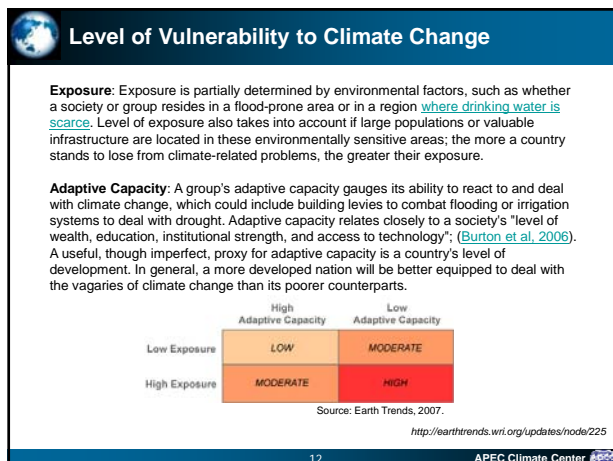 Level of Vulnerability to Climate Change
Exposure: Exposure is partially determined by environmental factors, such as whether
a society or group resides in a flood-prone area or in a region where drinking water is
scarce. Level of exposure also takes into account if large populations or valuable
infrastructure are located in these environmentally sensitive areas; the more a country
stands to lose from climate-related problems, the greater their exposure.
Adaptive Capacity: A group's adaptive capacity gauges its ability to react to and deal
with climate change, which could include building levies to combat flooding or irrigation
systems to deal with drought. Adaptive capacity relates closely to a society's "level of
wealth, education, institutional strength, and access to technology"; (Burton et al, 2006).
A useful, though imperfect, proxy for adaptive capacity is a country's level of
development. In general, a more developed nation will be better equipped to deal with
the vagaries of climate change than its poorer counterparts.
High Low
Adaptive Capacity Adaptive Capacity
Low Exposure LOW MODERATE
High Exposure MODERATE HIGH
Source: Earth Trends, 2007.
http://earthtrends.wri.org/updates/node/225
12 APEC Climate Center